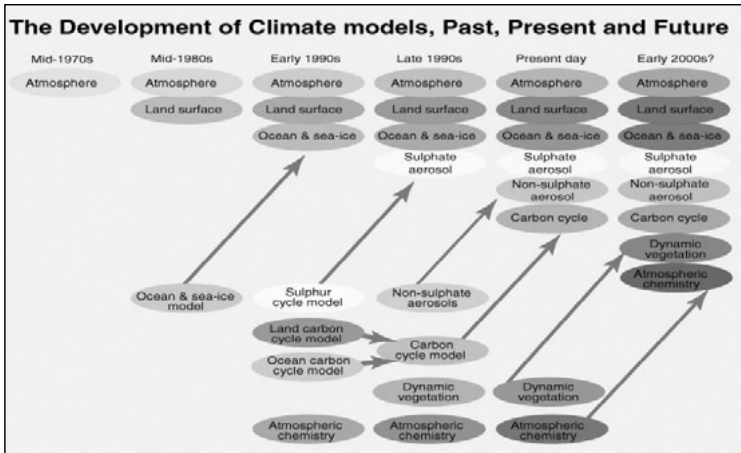 The Development of Climate models, Past, Present and Future
Mid-1970s
Mid-1980s
Early 1990s
Late 1990s
Present day
Early 2000s?
Atmosphere
Atmosphere
Atmosphere
Atmosphere
Atmosphere
Atmosphere
Land surface
Land surface
Land surface
Land surface
Land surface
Ocean & sea-ice
Ocean & sea-ice
Ocean & sea-ice
Ocean & sea-ice
Sulphate
aerosol
Sulphate
aerosol
Sulphate
aerosol
Non-sulphate
aerosol
Non-sulphate
aerosol
Carbon cycle
Carbon cycle
Dynamic
vegetation
Atmospheric
chemistry
Ocean & sea-ice
model
Sulphur
cycle model
Non-sulphate
aerosols
Land carbon
cycle model
Carbon
cycle model
Ocean carbon
cycle model
Dynamic
vegetation
Dynamic
vegetation
Atmospheric
chemistry
Atmospheric
chemistry
Atmospheric
chemistry